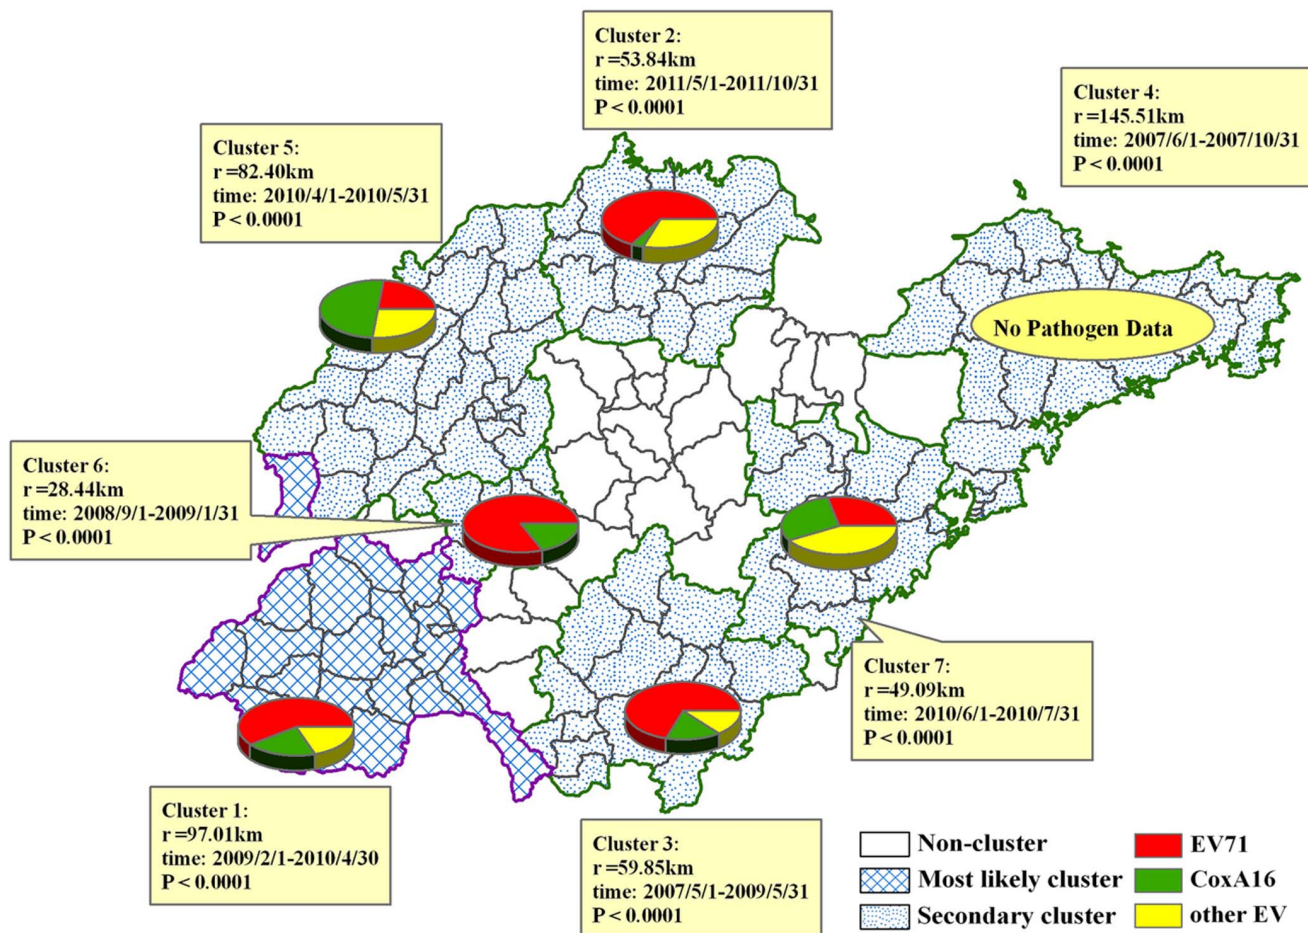 Cluster 2:
r =53.84km
time: 2011/5/1-2011/10/31
P < 0.0001
Cluster 4:
r =145.51km
time: 2007/6/1-2007/10/31
P < 0.0001
Cluster 5:
r =82.40km
time: 2010/4/1-2010/5/31
P < 0.0001
No Pathogen Data
Cluster 6:
r =28.44km
time: 2008/9/1-2009/1/31
P < 0.0001
Cluster 7:
r =49.09km
time: 2010/6/1-2010/7/31
P < 0.0001
Cluster 1:
r =97.01km
time: 2009/2/1-2010/4/30
P < 0.0001
Cluster 3:
r =59.85km
time: 2007/5/1-2009/5/31
P < 0.0001
Non-cluster
Most likely cluster
Secondary cluster
EV71
CoxA16
other EV